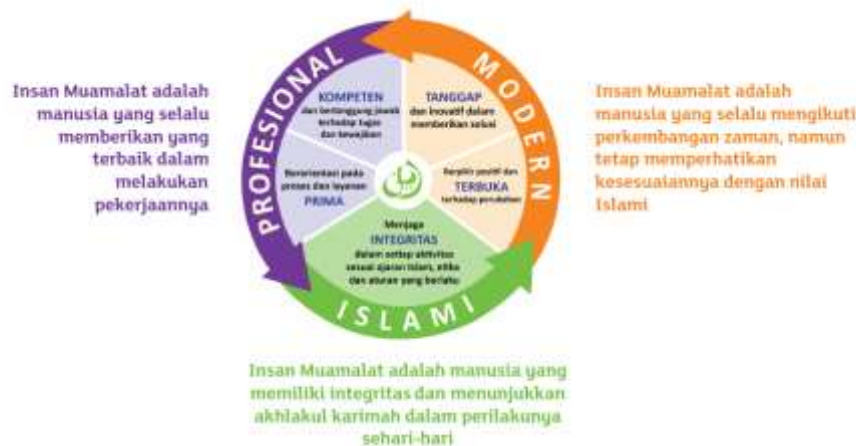 PROFESIONAL
MODERN
ISLAMI
Insan Muamalat adalah
manusia yang selalu
memberikan yang
terbaik dalam
melakukan
pekerjaannya
KOMPETEN
dan bertanggung jawab
terhadap tugas
dan kewajiban
TANGGAP
dan inovatif dalam
memberikan solusi
Berorientasi pada
proses dan layanan
PRIMA
Berpikir positif dan
TERBUKA
terhadap perubahan
Menjaga
INTEGRITAS
dalam setiap aktivitas
sesuai ajaran Islam, etika
dan aturan yang berlaku
Insan Muamalat adalah
manusia yang selalu mengikuti
perkembangan zaman, namun
tetap memperhatikan
kesesuaiannya dengan nilai
Islami
Insan Muamalat adalah manusia yang
memiliki integritas dan menunjukkan
akhlakul karimah dalam perilakunya
sehari-hari